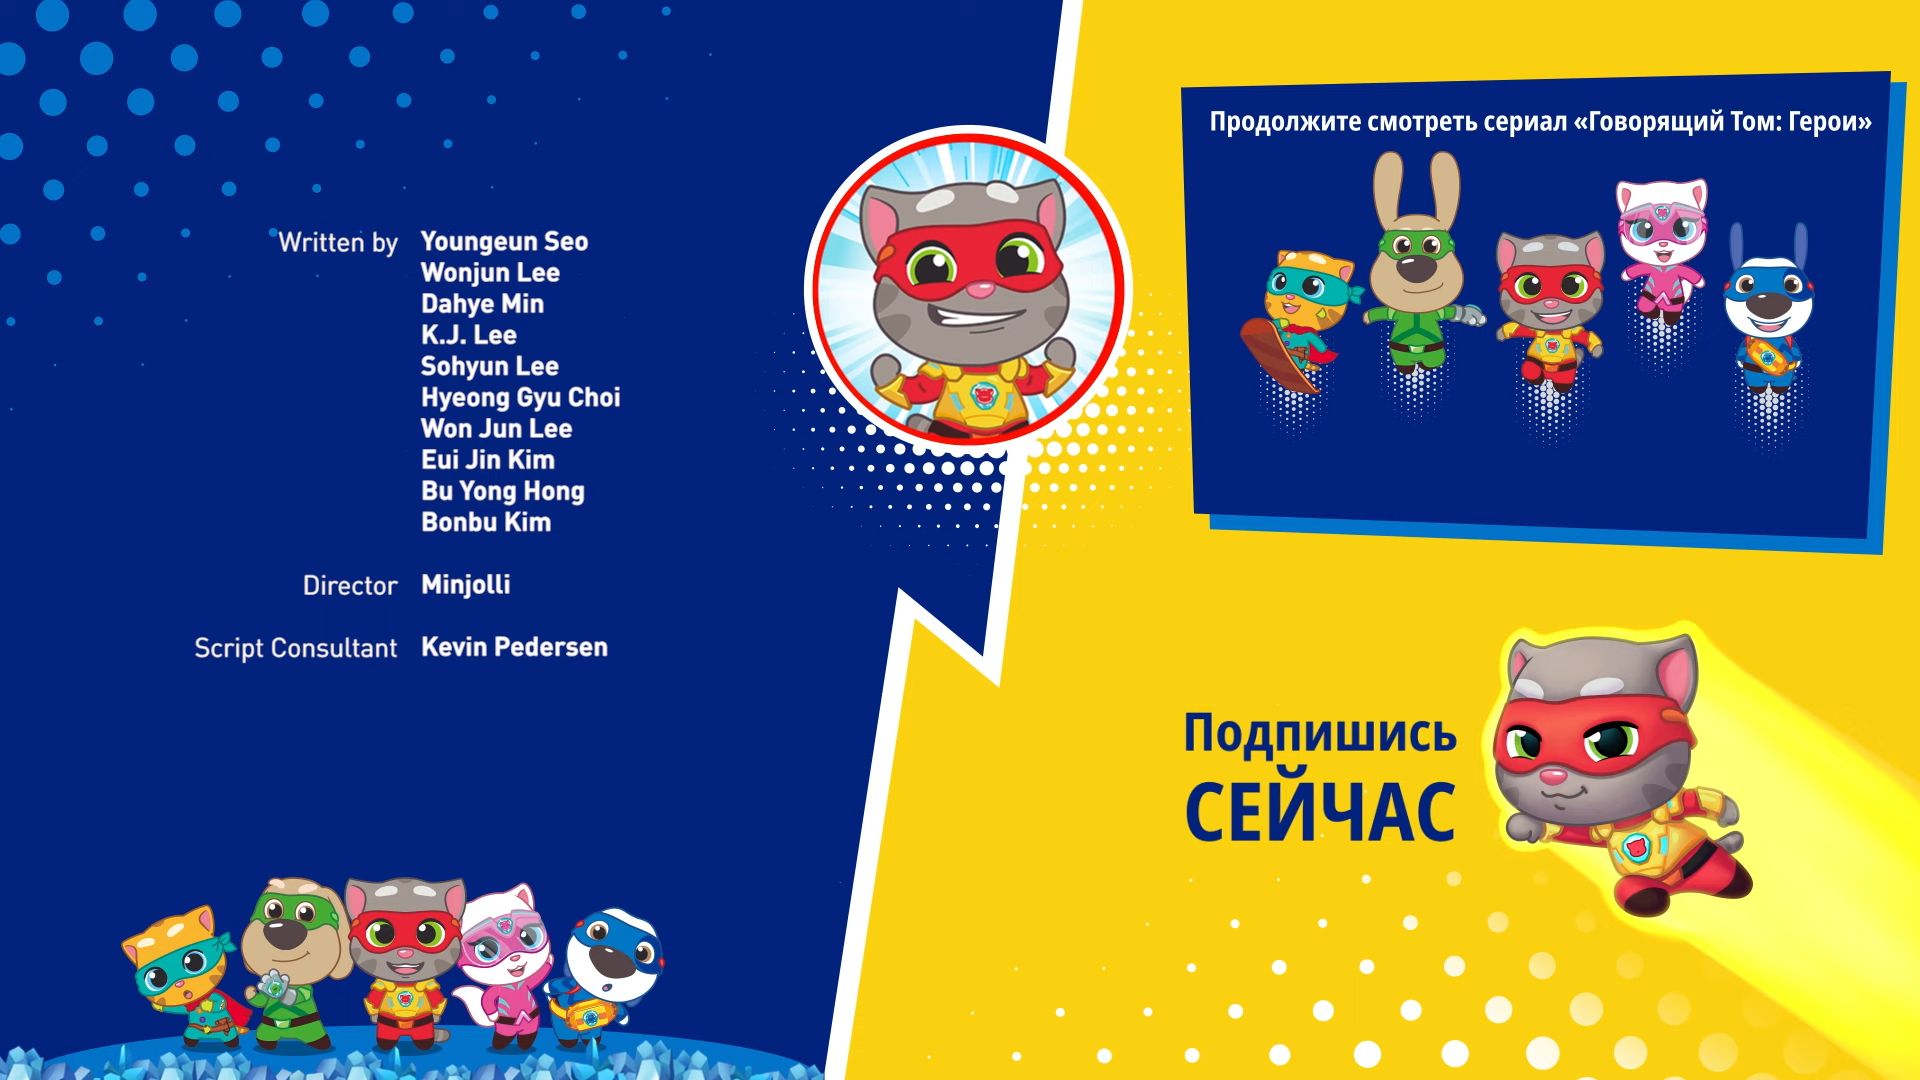 Written by Youngeun Seo
Wonjun Lee
Dahye Min
K.J. Lee
Sohyun Lee
Hyeong Gyu Choi
Won Jun Lee
Eui Jin Kim
Bu Yong Hong
Bonbu Kim
Director Minjolli
Script Consultant Kevin Pedersen
Продолжите смотреть сериал «Говорящий Том: Герои»
Подпишись
СЕЙЧАС